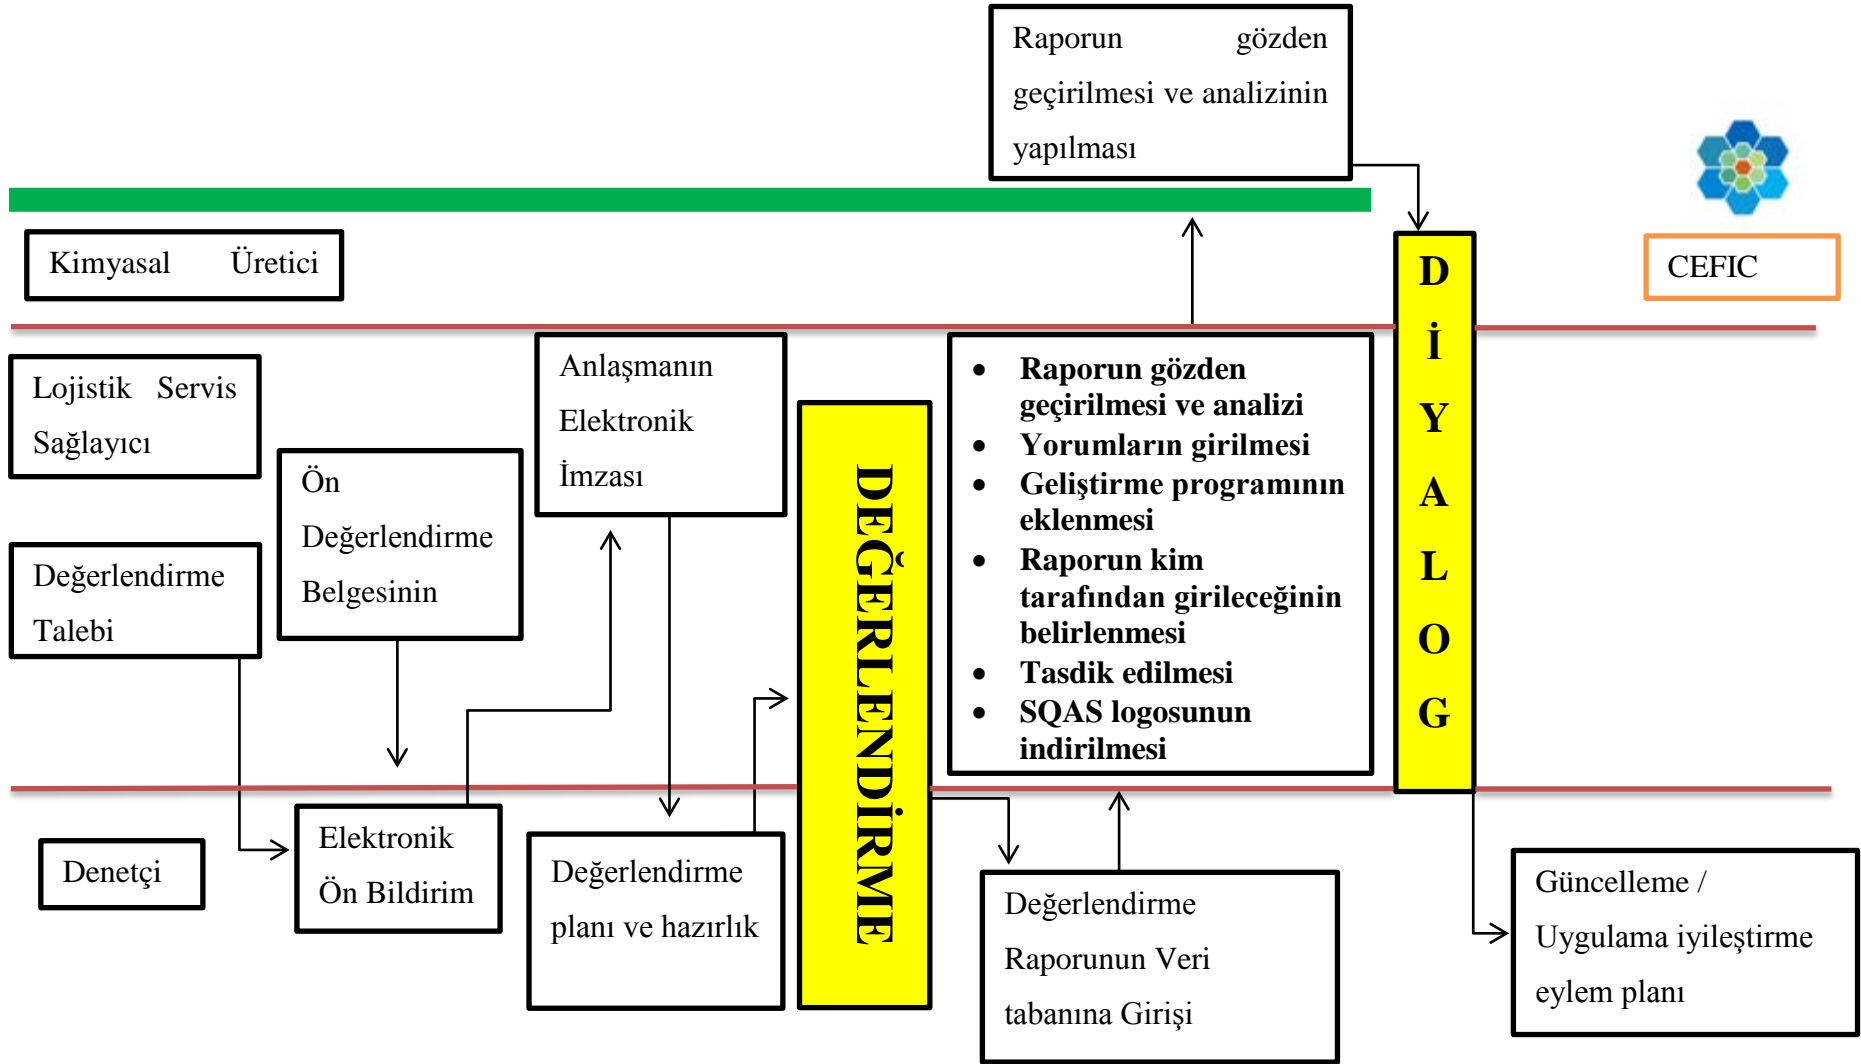 Raporun gözden
geçirilmesi ve analizinin
yapılması
Kimyasal Üretici
CEFIC
Lojistik Servis
Sağlayıcı
Değerlendirme
Talebi
Ön
Değerlendirme
Belgesinin
Anlaşmanın
Elektronik
İmzası
DEĞERLENDİRME
• Raporun gözden
geçirilmesi ve analizi
• Yorumların girilmesi
• Geliştirme programının
eklenmesi
• Raporun kim
tarafından girileceğinin
belirlenmesi
• Tasdik edilmesi
• SQAS logosunun
indirilmesi
D
İ
Y
A
L
O
G
Denetçi
Elektronik
Ön Bildirim
Değerlendirme
planı ve hazırlık
Değerlendirme
Raporunun Veri
tabanına Girişi
Güncelleme /
Uygulama iyileştirme
eylem planı